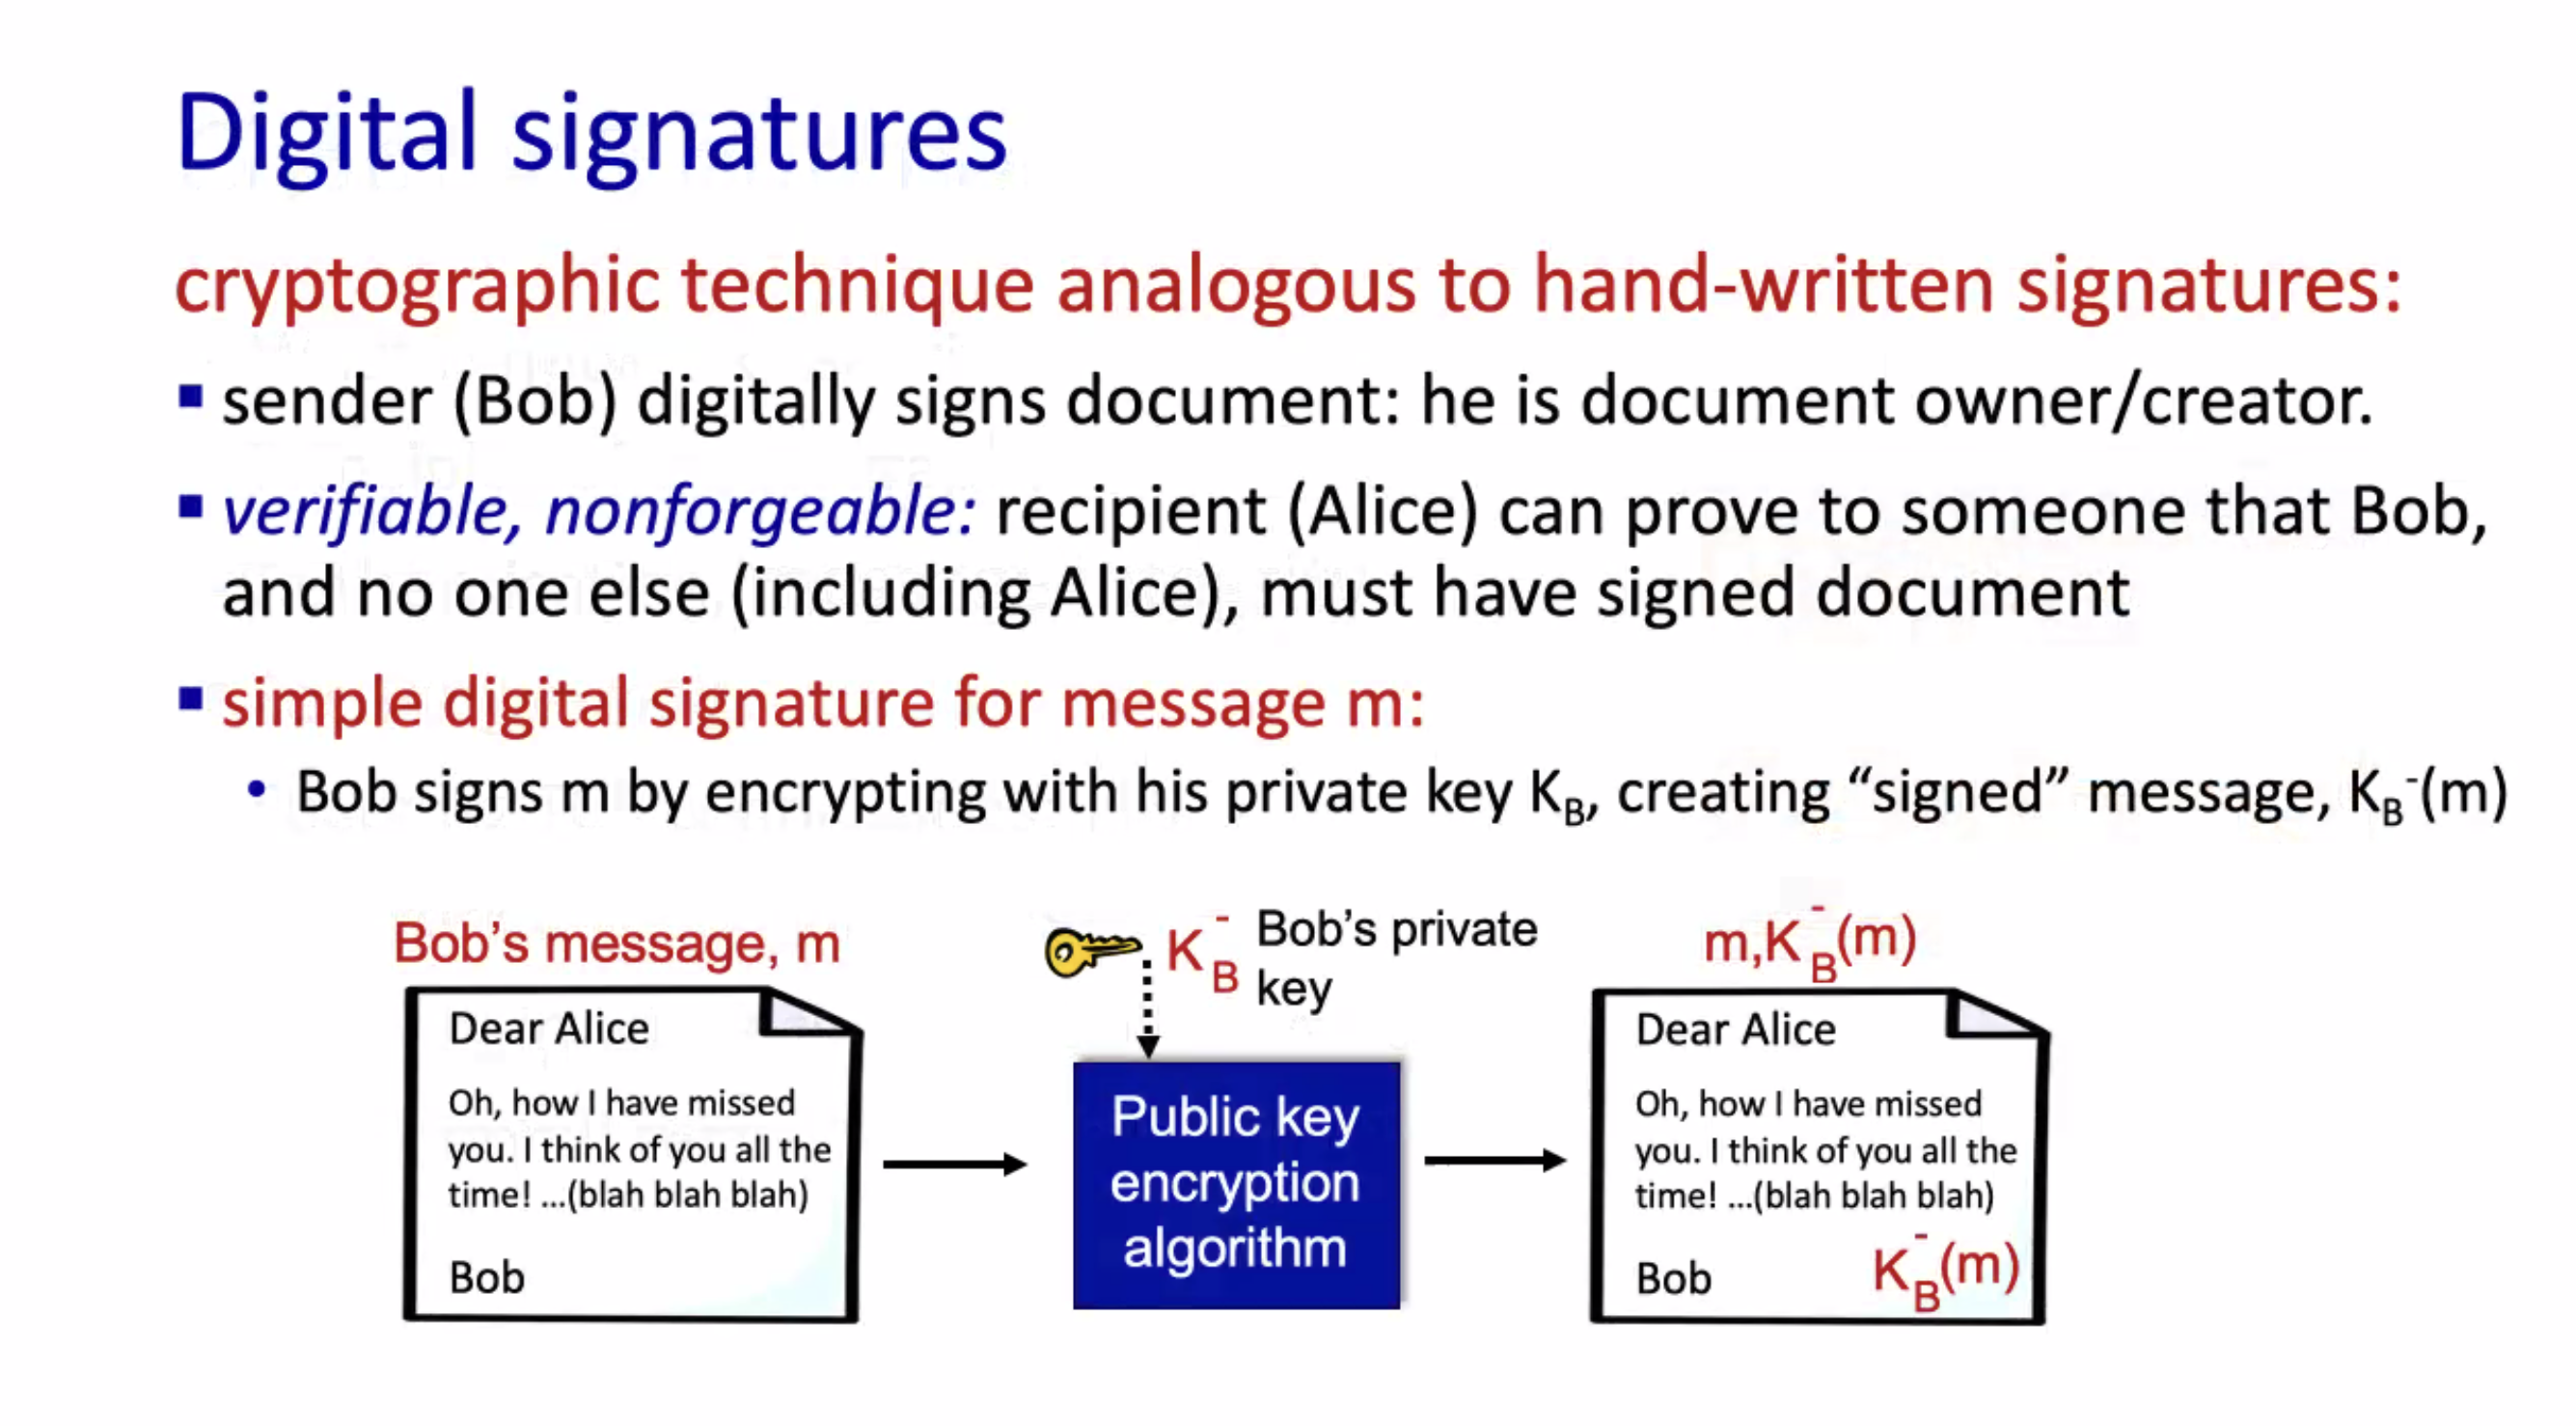 Digital signatures
cryptographic technique analogous to hand-written signatures:
▪ sender (Bob) digitally signs document: he is document owner/creator.
▪ verifiable, nonforgeable: recipient (Alice) can prove to someone that Bob,
and no one else (including Alice), must have signed document
▪ simple digital signature for message m:
• Bob signs m by encrypting with his private key K_B, creating “signed” message, K_B^-(m)
Bob’s message, m
Dear Alice
Oh, how I have missed
you. I think of you all the
time! ...(blah blah blah)
Bob
K_B^-
Bob’s private
key
Public key
encryption
algorithm
m,K_B^-(m)
Dear Alice
Oh, how I have missed
you. I think of you all the
time! ...(blah blah blah)
Bob K_B^-(m)